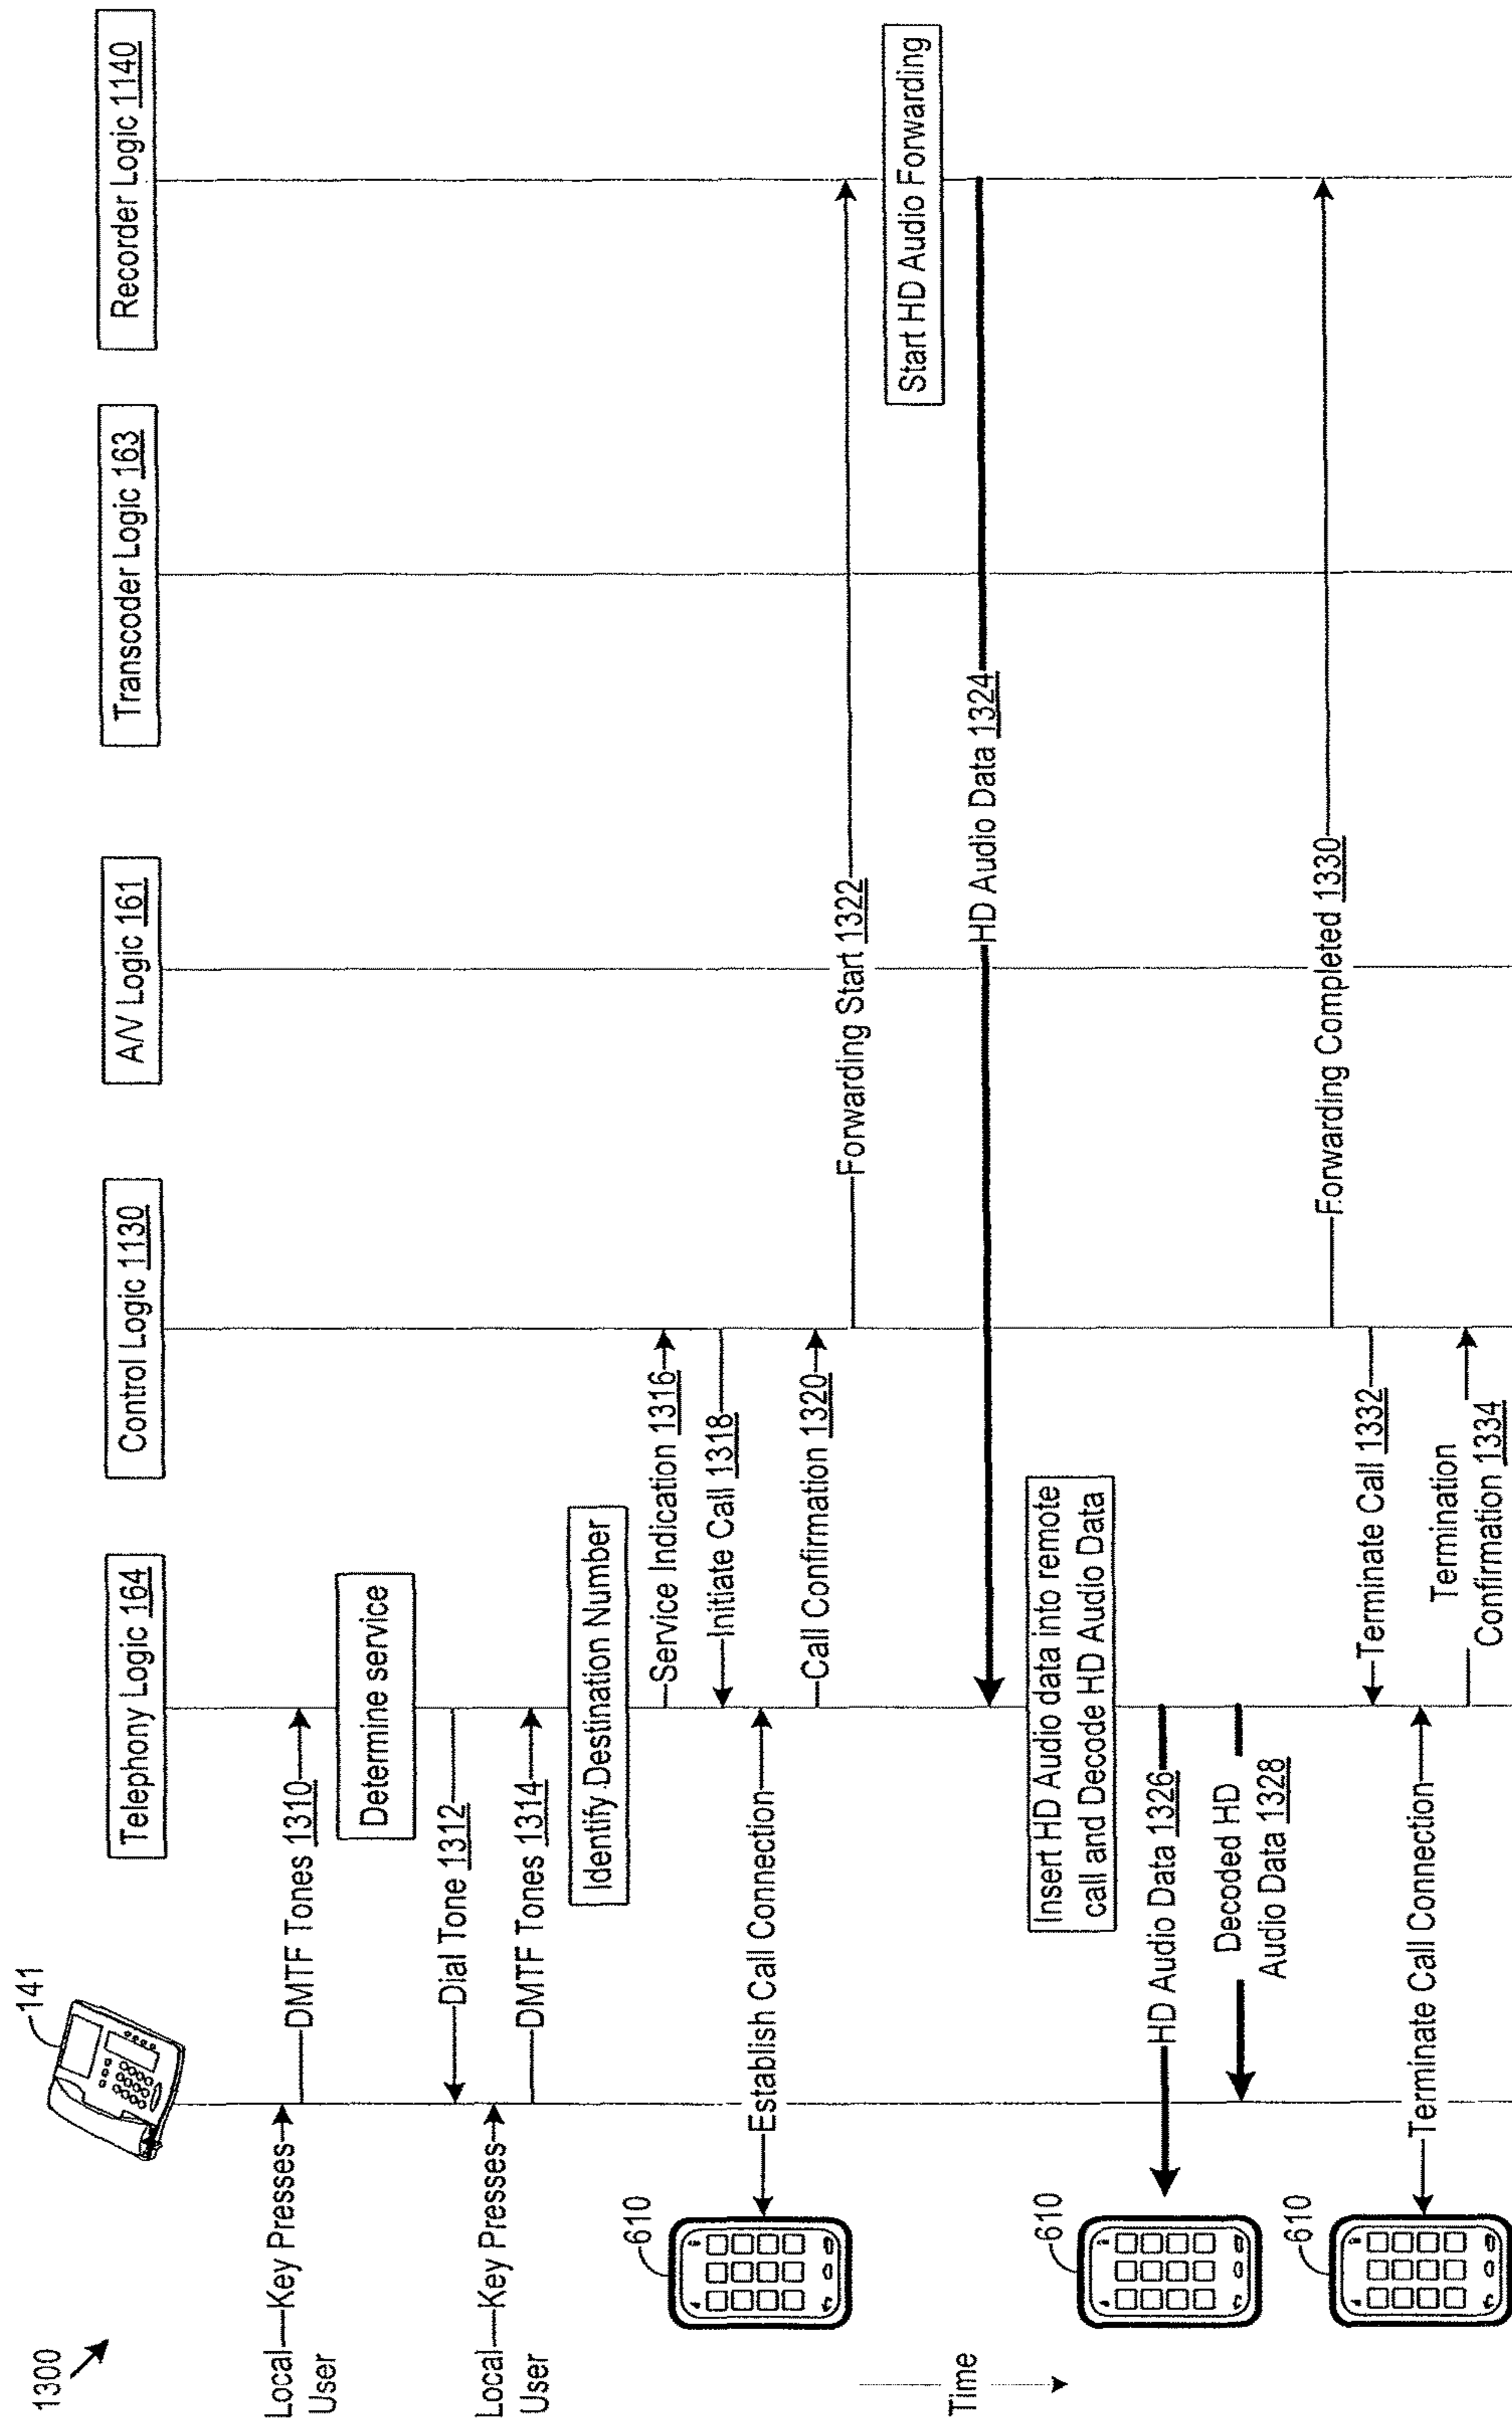 1300
141
Telephony Logic 164
Control Logic 1130
A/V Logic 161
Transcoder Logic 163
Recorder Logic 1140
Local
User
Key Presses
DMTF Tones 1310
Determine service
Dial Tone 1312
Local
User
Key Presses
DMTF Tones 1314
Identify Destination Number
Service Indication 1316
Initiate Call 1318
610
Establish Call Connection
Call Confirmation 1320
Forwarding Start 1322
Start HD Audio Forwarding
HD Audio Data 1324
Time
Insert HD Audio data into remote
call and Decode HD Audio Data
610
HD Audio Data 1326
Decoded HD
Audio Data 1328
Forwarding Completed 1330
Terminate Call 1332
610
Terminate Call Connection
Termination
Confirmation 1334